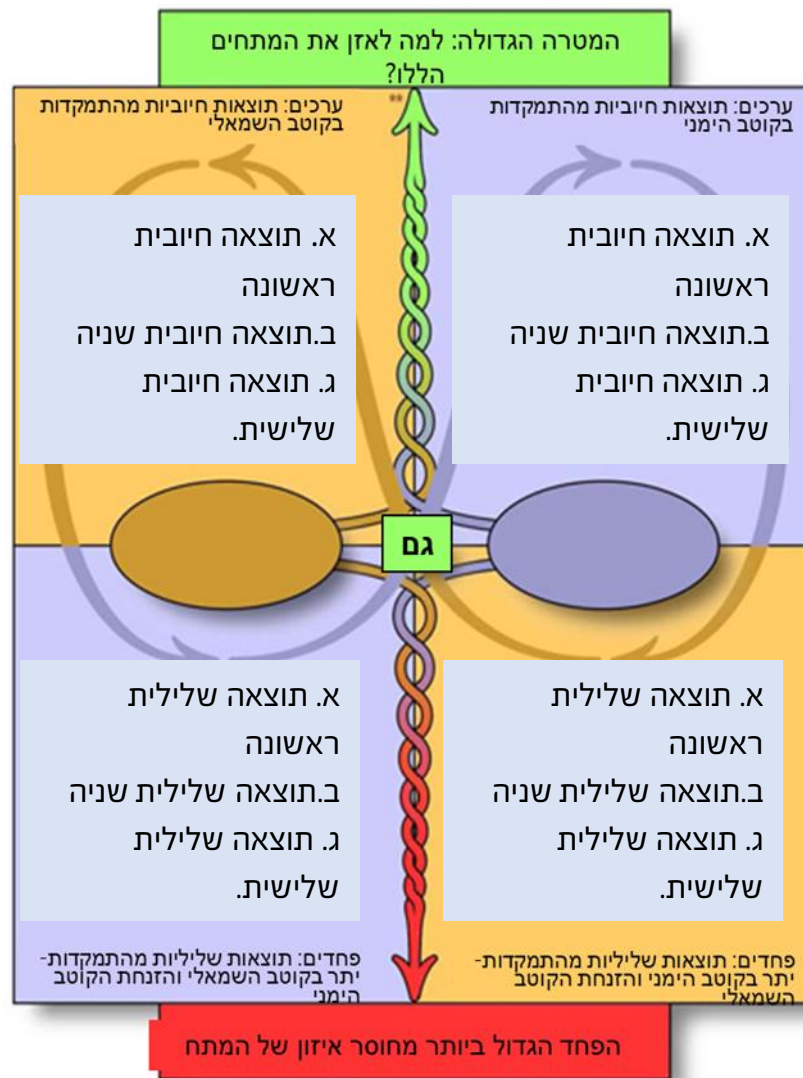 המטרה הגדולה: למה לאזן את המתחים
הללו?
ערכים: תוצאות חיוביות מהתמקדות
בקוטב הימני
א. תוצאה חיובית
ראשונה
ב.תוצאה חיובית שניה
ג. תוצאה חיובית
שלישית.
**
ערכים: תוצאות חיוביות מהתמקדות
בקוטב השמאלי
א. תוצאה חיובית
ראשונה
ב.תוצאה חיובית שניה
ג. תוצאה חיובית
שלישית.
גם
א. תוצאה שלילית
ראשונה
ב.תוצאה שלילית שניה
ג. תוצאה שלילית
שלישית.
פחדים: תוצאות שליליות מהתמקדות-
יתר בקוטב הימני והזנחת הקוטב
השמאלי
א. תוצאה שלילית
ראשונה
ב.תוצאה שלילית שניה
ג. תוצאה שלילית
שלישית.
פחדים: תוצאות שליליות מהתמקדות-
יתר בקוטב השמאלי והזנחת הקוטב
הימני
הפחד הגדול ביותר מחוסר איזון של המתח